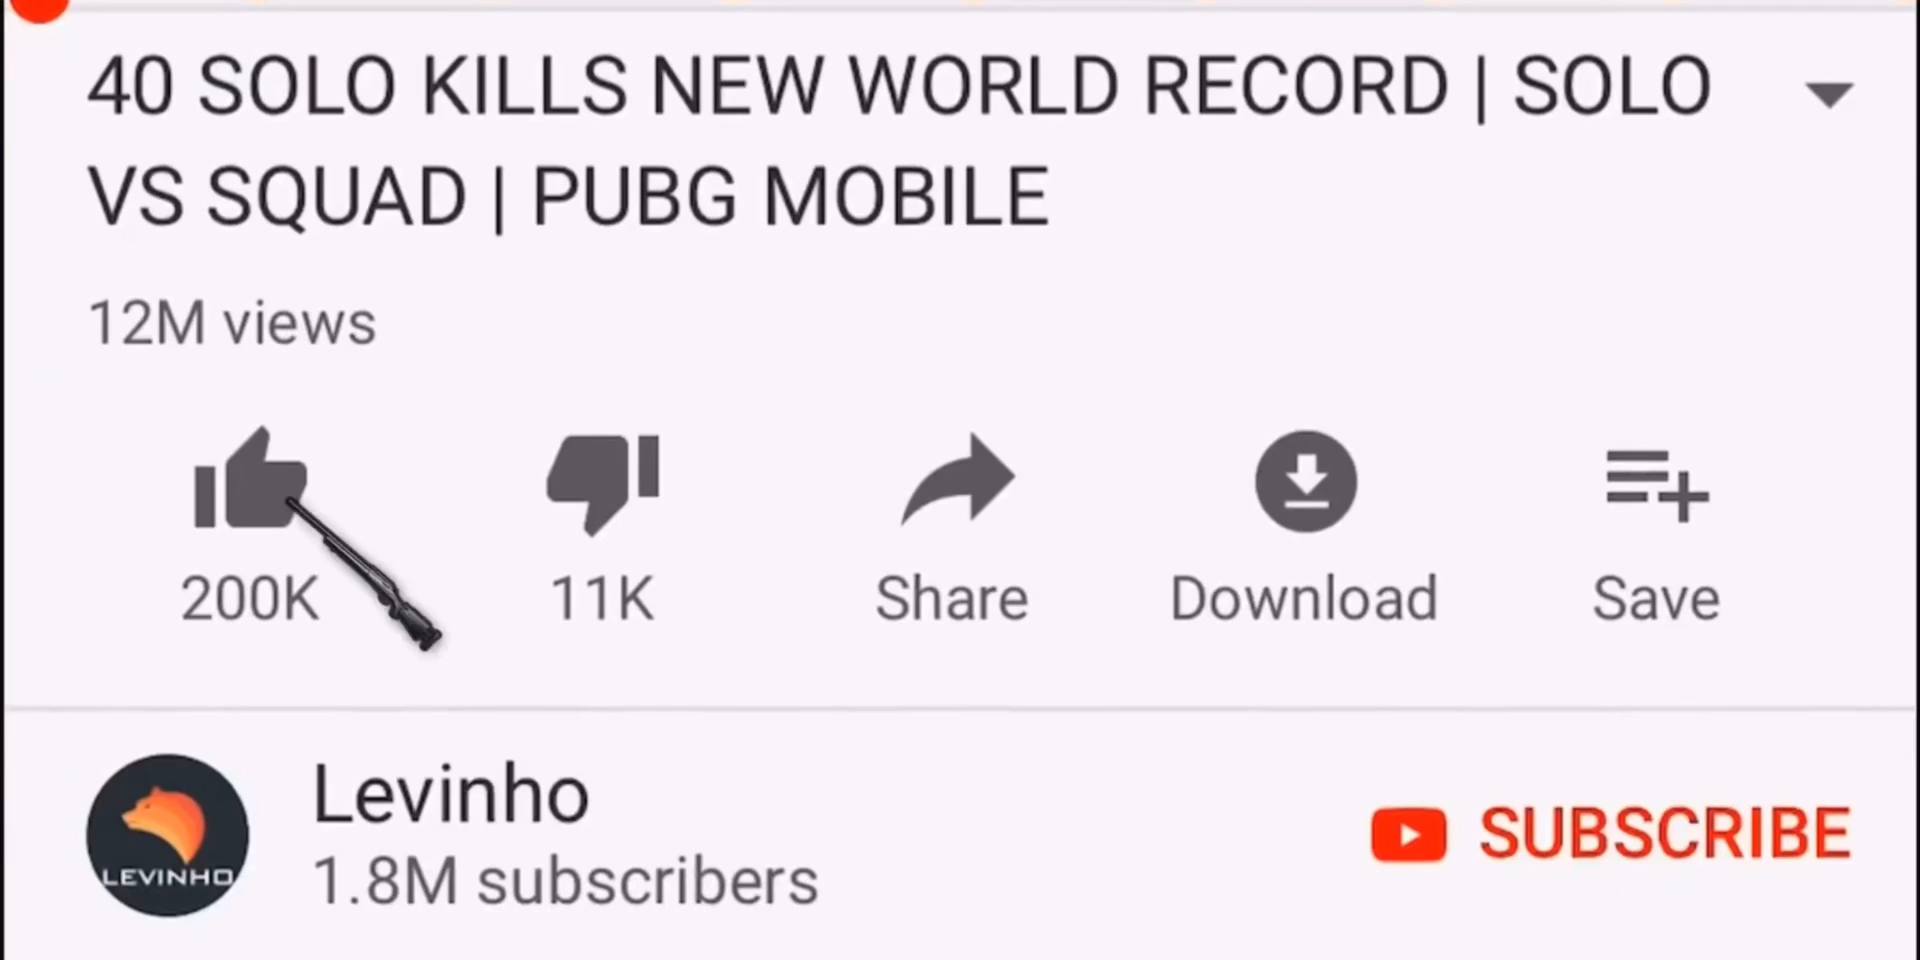 40 SOLO KILLS NEW WORLD RECORD | SOLO
VS SQUAD | PUBG MOBILE
12M views
200K
11K
Share
Download
Save
LEVINHO
Levinho
1.8M subscribers
SUBSCRIBE